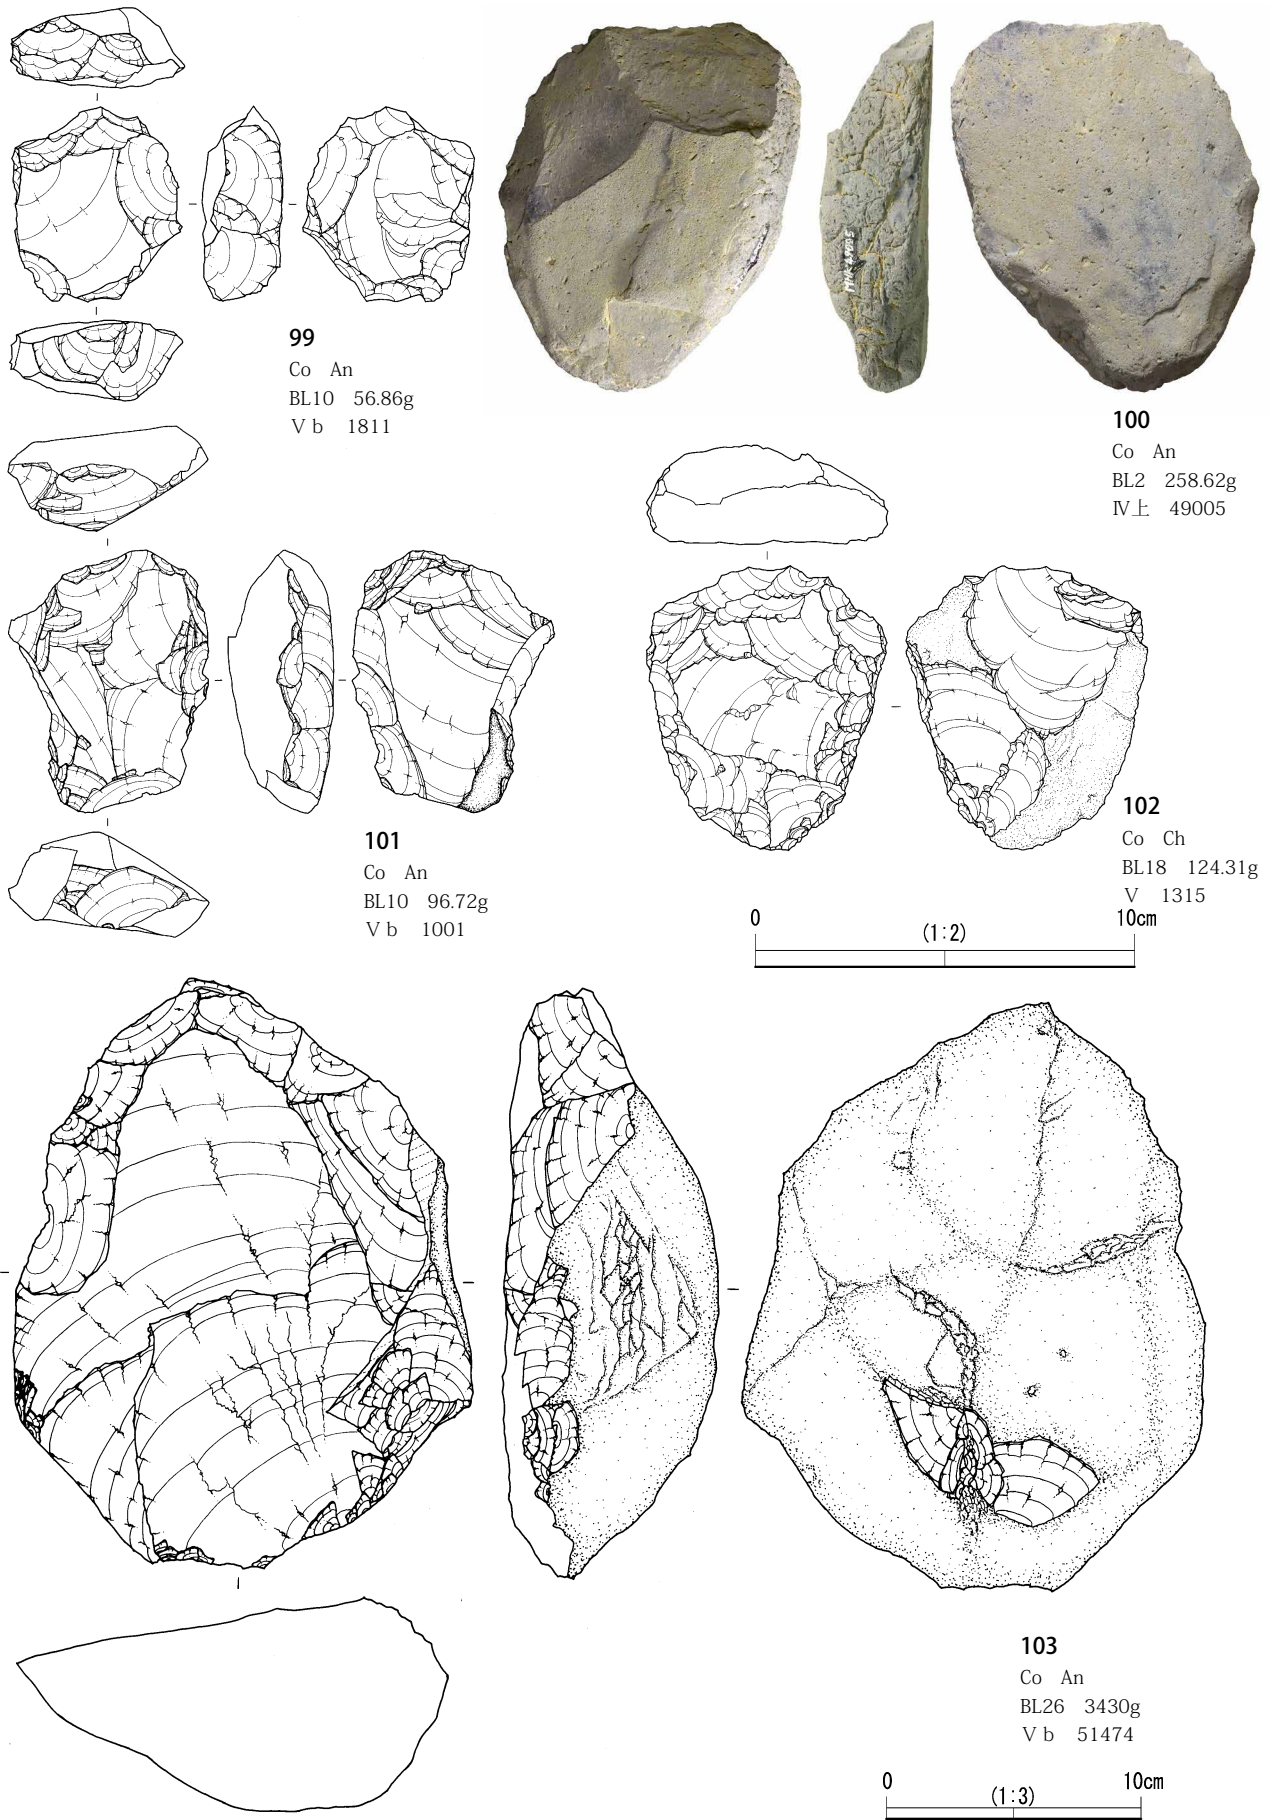 99
Co An
BL10 56.86g
Ⅴb 1811
100
Co An
BL2 258.62g
Ⅳ上 49005
101
Co An
BL10 96.72g
Ⅴb 1001
102
Co Ch
BL18 124.31g
Ⅴ 1315
0 10cm
(1:2)
103
Co An
BL26 3430g
Ⅴb 51474
0 10cm
(1:3)